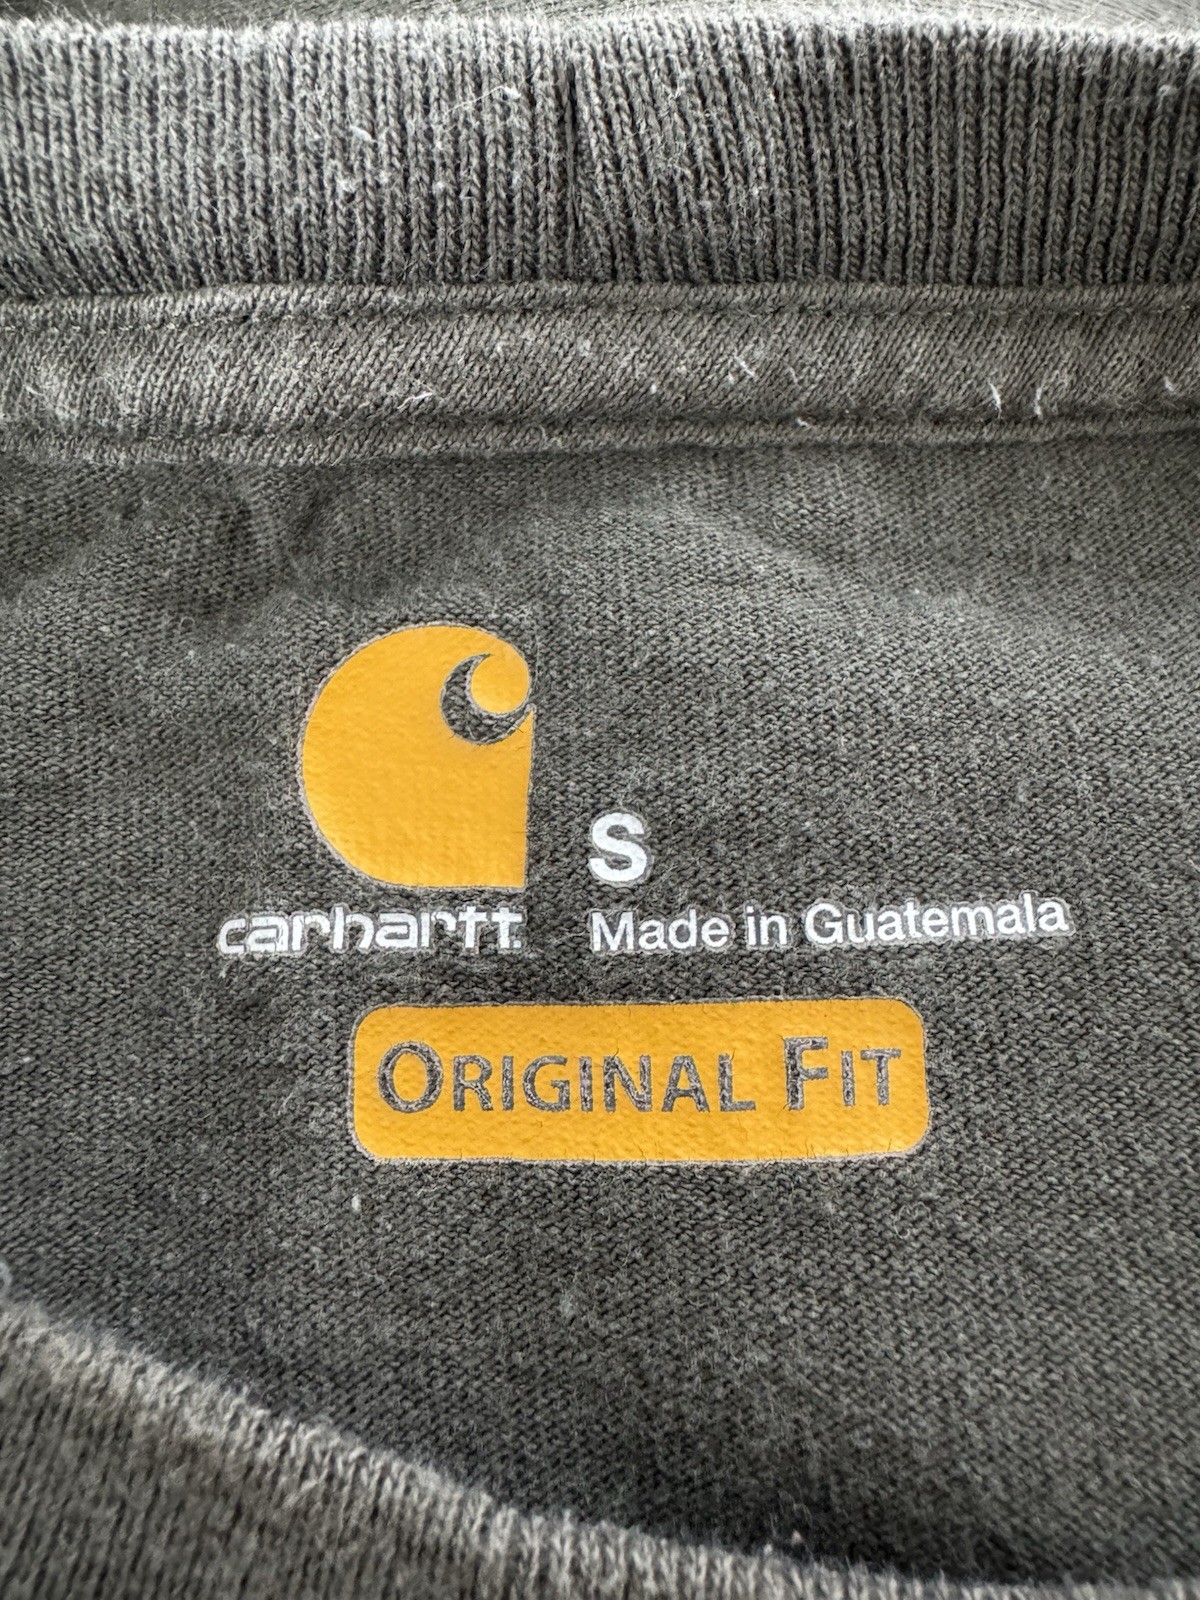 S
carhartt. Made in Guatemala
ORIGINAL FIT